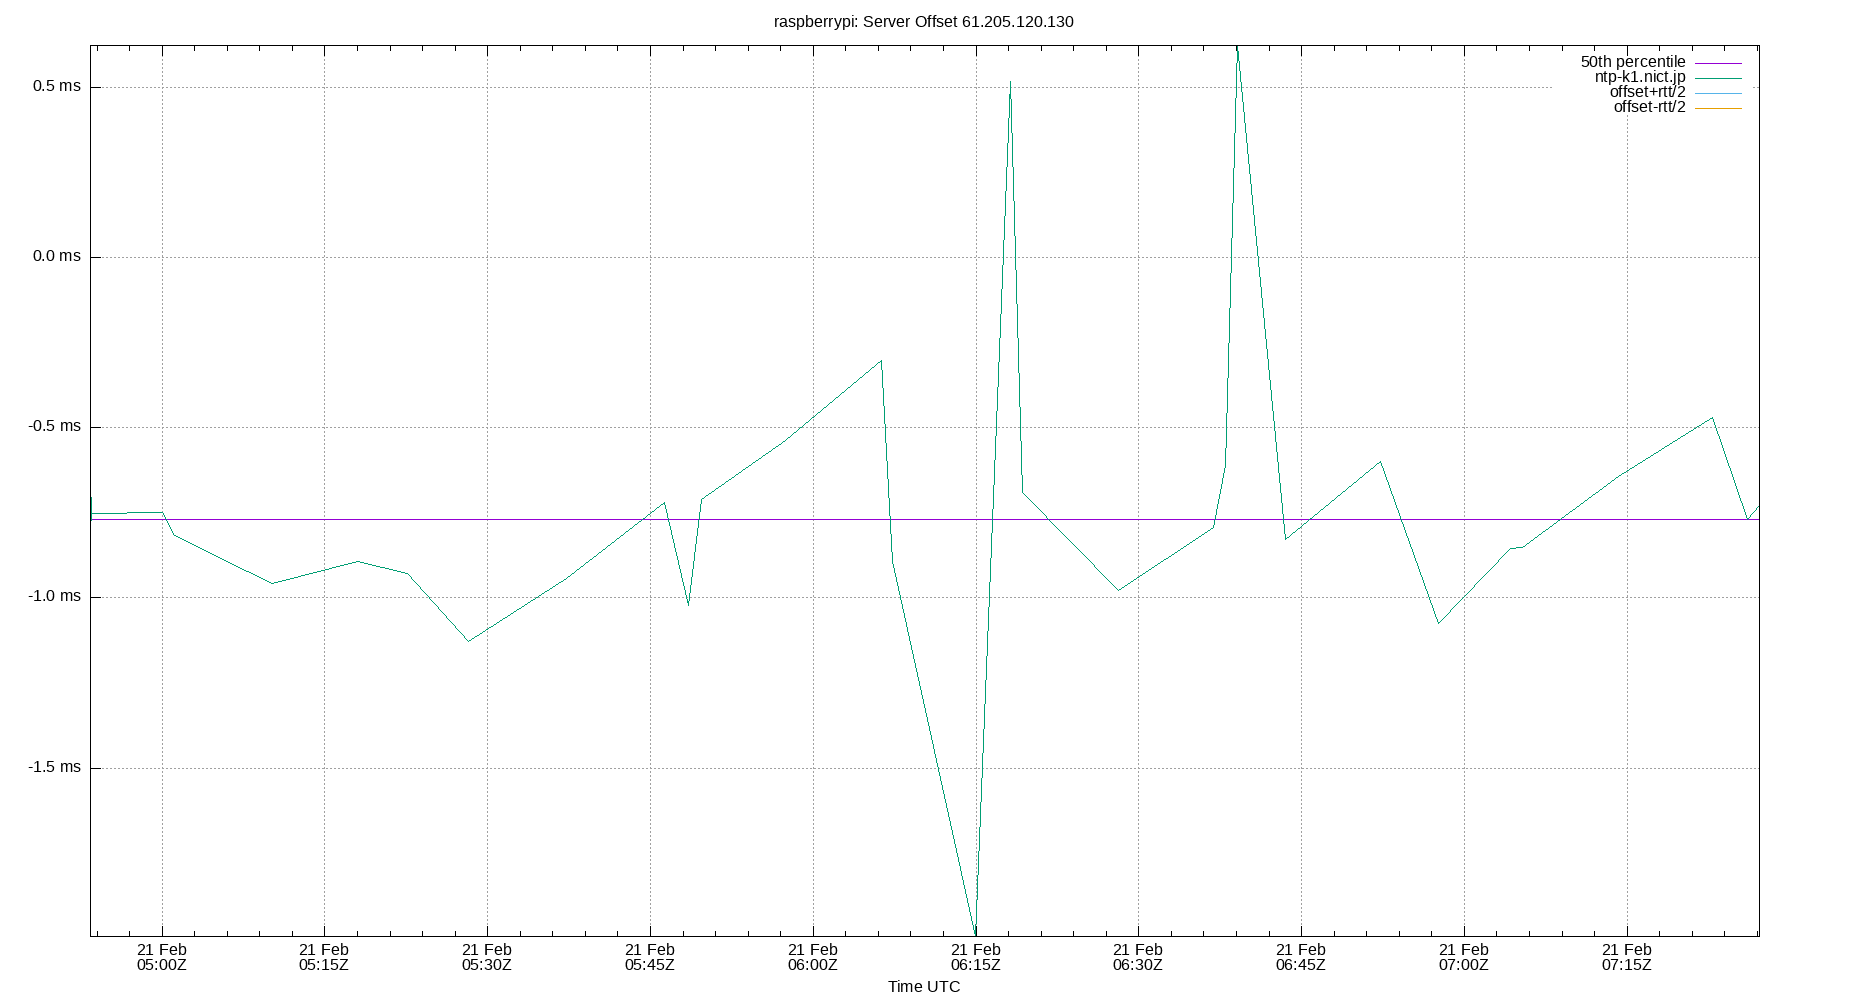 raspberrypi: Server Offset 61.205.120.130
50th percentile
ntp-k1.nict.jp
offset+rtt/2
offset-rtt/2
0.5 ms
0.0 ms
-0.5 ms
-1.0 ms
-1.5 ms
21 Feb 21 Feb 21 Feb 21 Feb 21 Feb 21 Feb 21 Feb 21 Feb 21 Feb 21 Feb
05:00Z 05:15Z 05:30Z 05:45Z 06:00Z 06:15Z 06:30Z 06:45Z 07:00Z 07:15Z
Time UTC